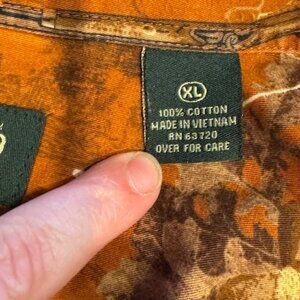 XL
100% COTTON
MADE IN VIETNAM
RN 63720
OVER FOR CARE